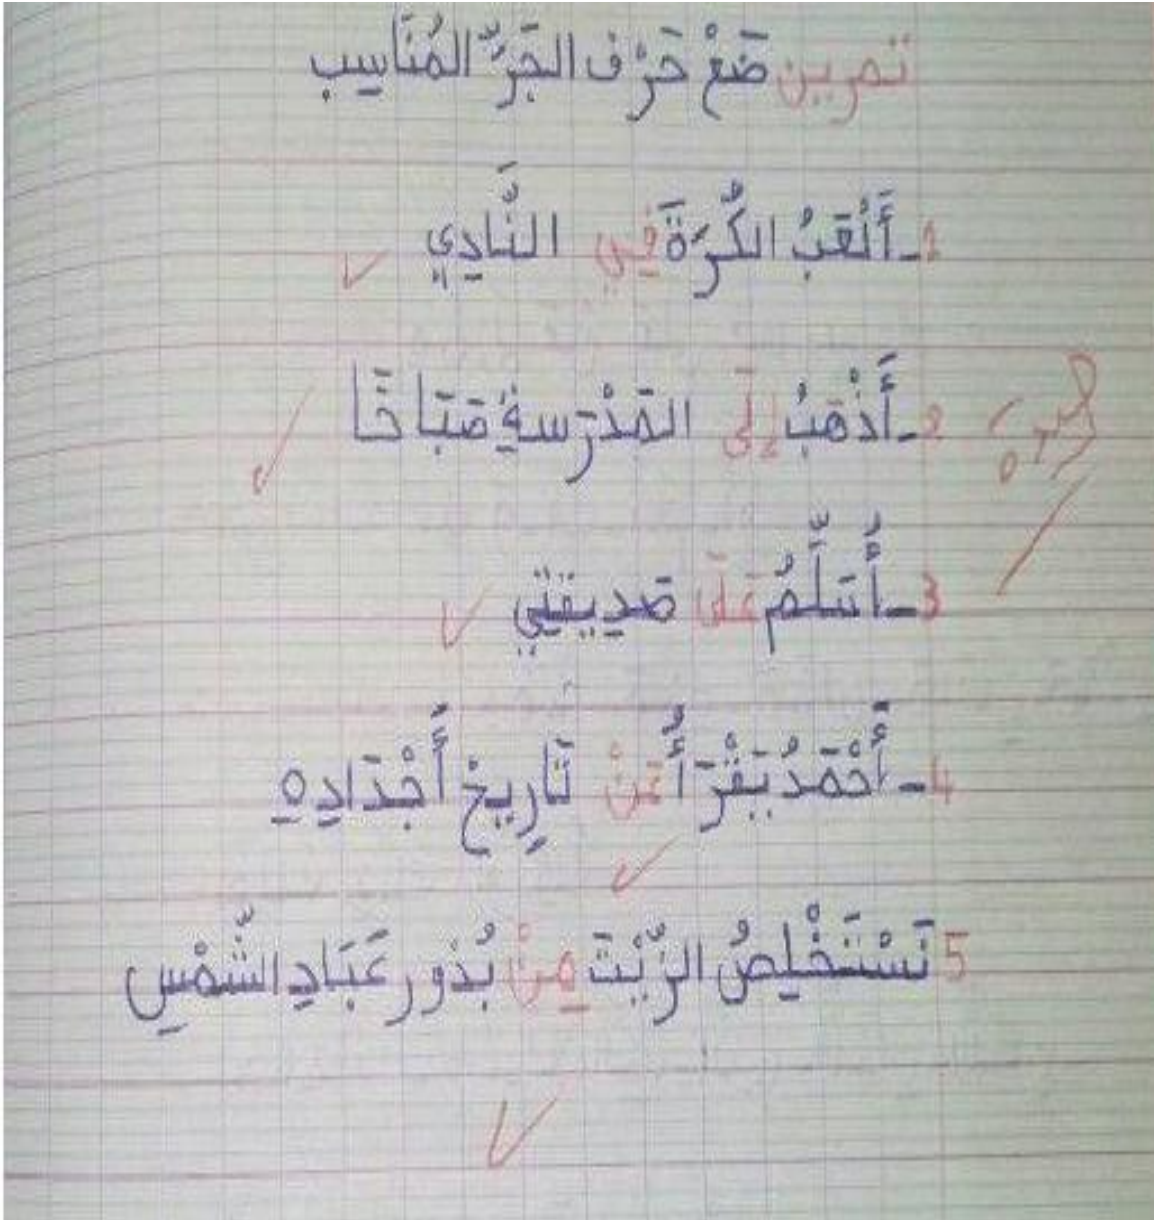 تمرين ضَعْ حَرْف الجَرِّ المُنَاسِب
1-أَلْعَبُ الكُرَةَ فِي النَّادِي
2-أَذْهَبُ إِلَى المَدْرَسةِ صَبَاحًا
3-أُسَلِّمُ عَلَى صَدِيقَتِي
4-أَحْمَدُ يَقْرَأُ عَنْ تَارِيخِ أَجْدَادِهِ
5 نَسْتَخْلِصُ الزَّيْتَ مِنْ بُذُورِ عَبَّادِ الشَّمْسِ